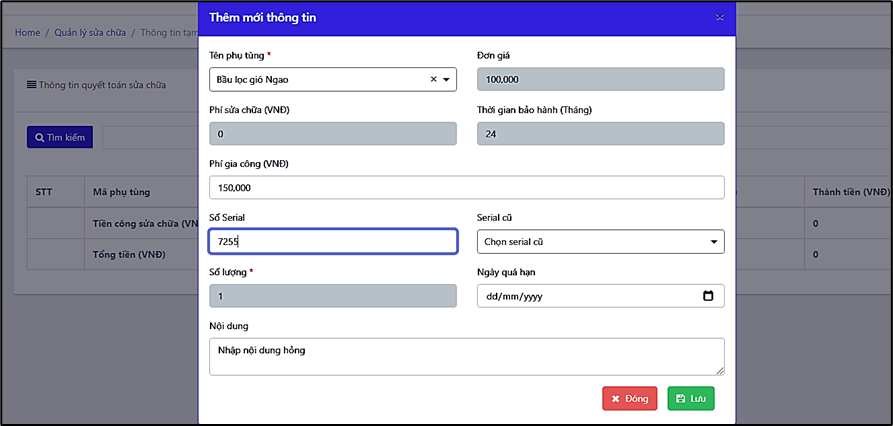 Thêm mới thông tin ×
Home / Quản lý sửa chữa / Thông tin tạm
Thông tin quyết toán sửa chữa
Tìm kiếm
STT Mã phụ tùng Thành tiền (VNĐ)
Tiền công sửa chữa (VN 0
Tổng tiền (VNĐ) 0
Tên phụ tùng * Đơn giá
Bầu lọc gió Ngao × 100,000
Phí sửa chữa (VNĐ) Thời gian bảo hành (Tháng)
0 24
Phí gia công (VNĐ)
150,000
Số Serial Serial cũ
7255 Chọn serial cũ
Số lượng * Ngày quá hạn
1 dd/mm/yyyy
Nội dung
Nhập nội dung hỏng
Đóng Lưu